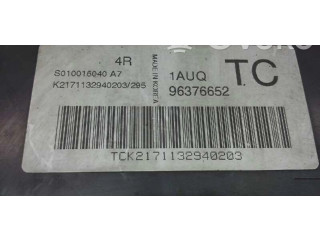 4R
S010016040 A7
K2171132940203/295
MADE IN KOREA
1AUQ
TC
96376652
TCK2171132940203